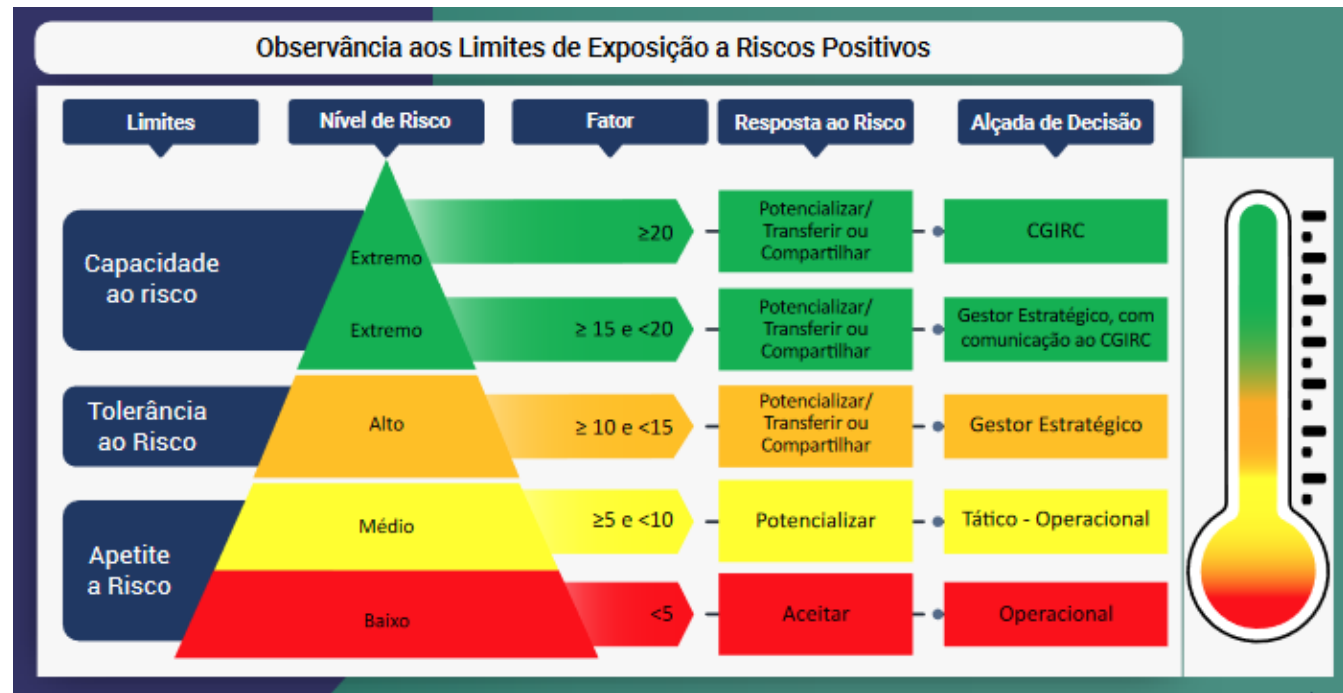 Observância aos Limites de Exposição a Riscos Positivos
Limites
Nível de Risco
Fator
Resposta ao Risco
Alçada de Decisão
Capacidade
ao risco
Extremo
≥20
Potencializar/
Transferir ou
Compartilhar
CGIRC
Extremo
≥ 15 e <20
Potencializar/
Transferir ou
Compartilhar
Gestor Estratégico, com
comunicação ao CGIRC
Tolerância
ao Risco
Alto
≥ 10 e <15
Potencializar/
Transferir ou
Compartilhar
Gestor Estratégico
Apetite
a Risco
Médio
≥5 e <10
Potencializar
Tático - Operacional
Baixo
<5
Aceitar
Operacional